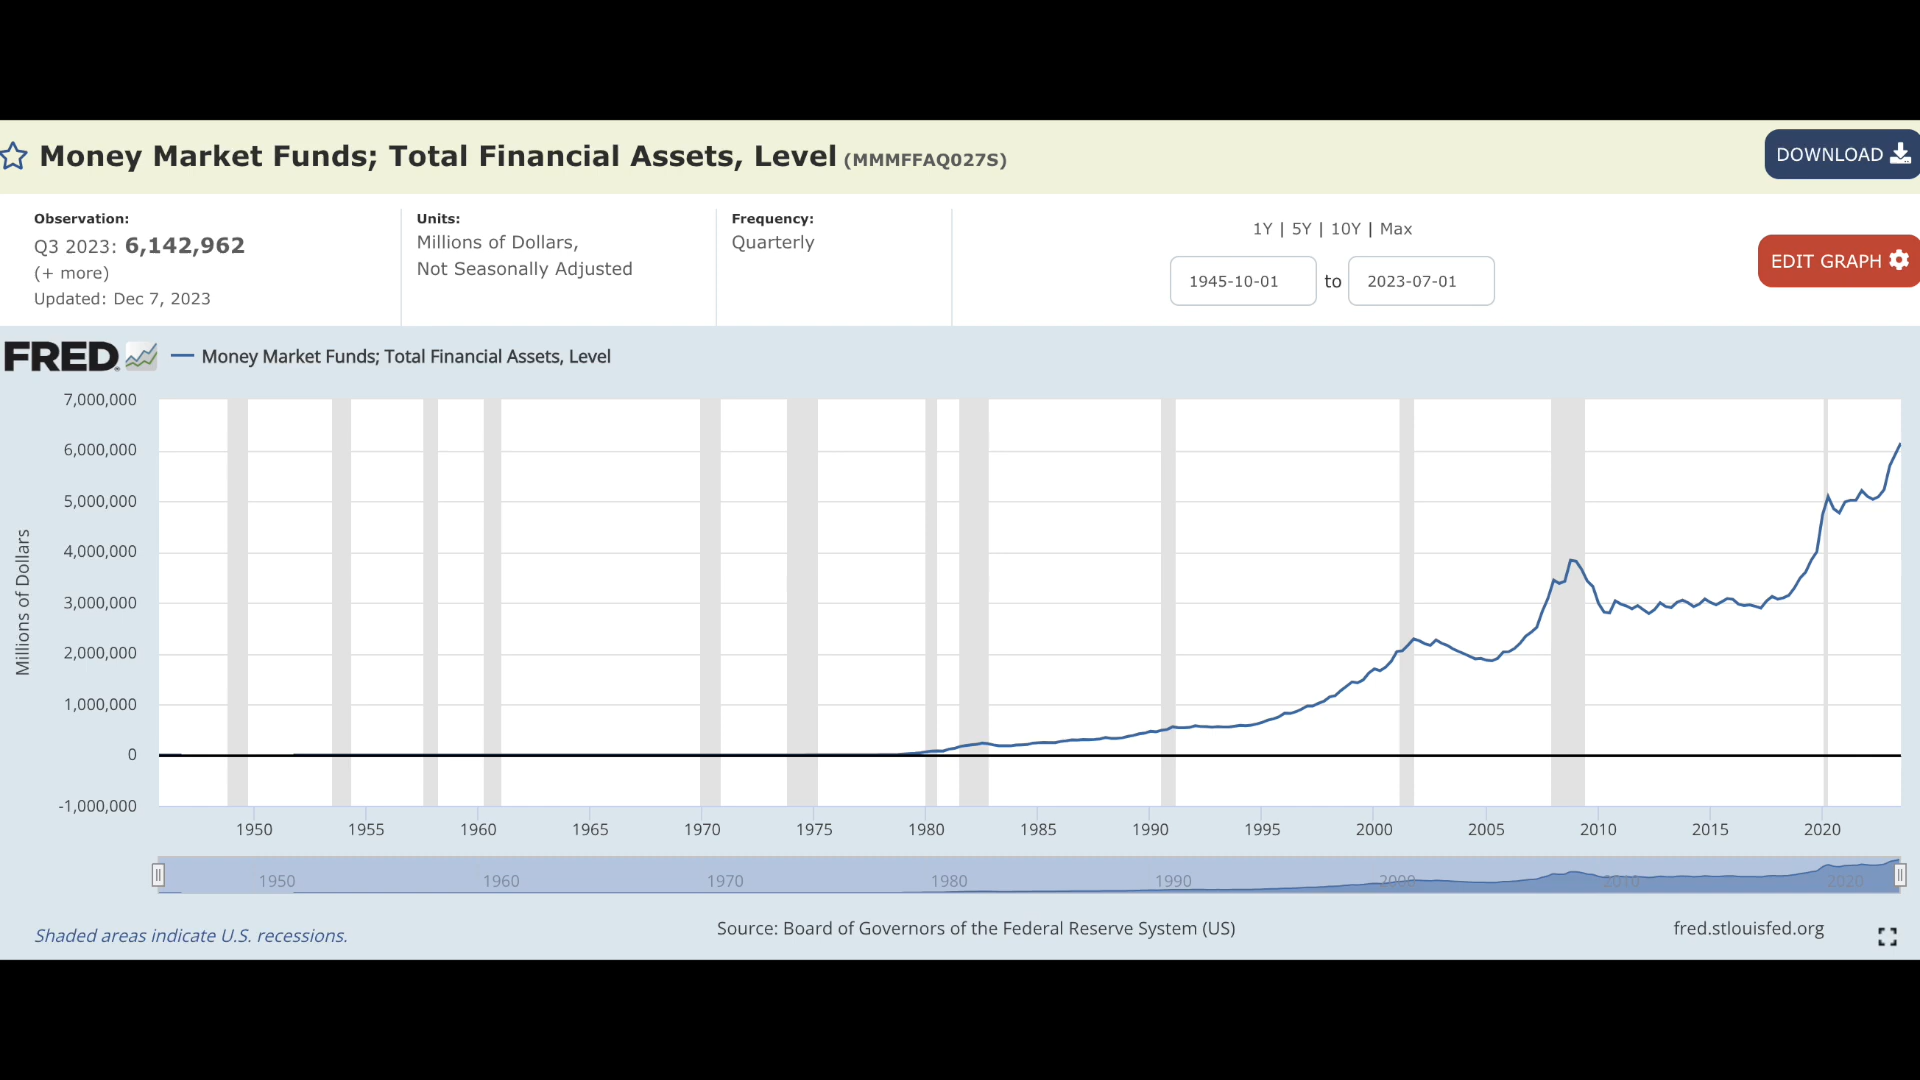 Money Market Funds; Total Financial Assets, Level (MMMFFAQ027S)
DOWNLOAD
Observation:
Q3 2023: 6,142,962
(+ more)
Updated: Dec 7, 2023
Units:
Millions of Dollars,
Not Seasonally Adjusted
Frequency:
Quarterly
1Y | 5Y | 10Y | Max
1945-10-01 to 2023-07-01
EDIT GRAPH
FRED
Money Market Funds; Total Financial Assets, Level
Millions of Dollars
7,000,000
6,000,000
5,000,000
4,000,000
3,000,000
2,000,000
1,000,000
0
-1,000,000
1950 1955 1960 1965 1970 1975 1980 1985 1990 1995 2000 2005 2010 2015 2020
1950 1960 1970 1980 1990 2000 2010 2020
Shaded areas indicate U.S. recessions.
Source: Board of Governors of the Federal Reserve System (US)
fred.stlouisfed.org